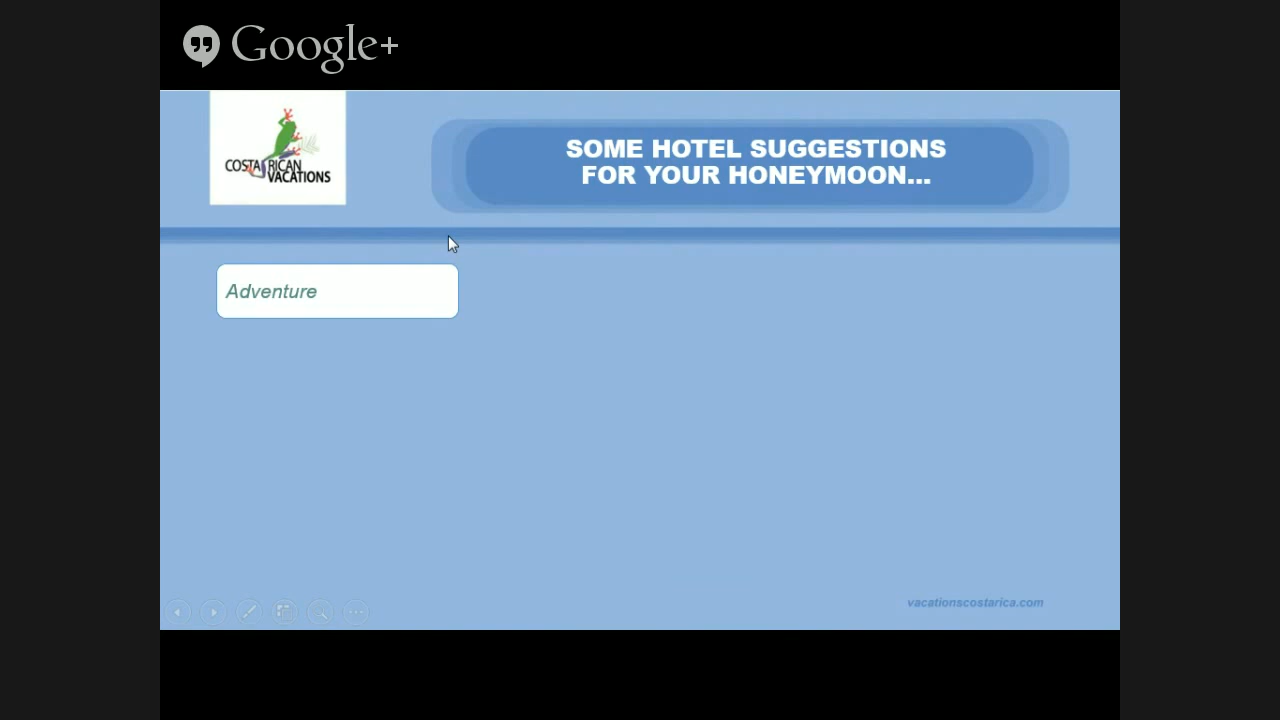 Google+
COSTA RICAN
VACATIONS
SOME HOTEL SUGGESTIONS
FOR YOUR HONEYMOON...
Adventure
vacationscostarica.com